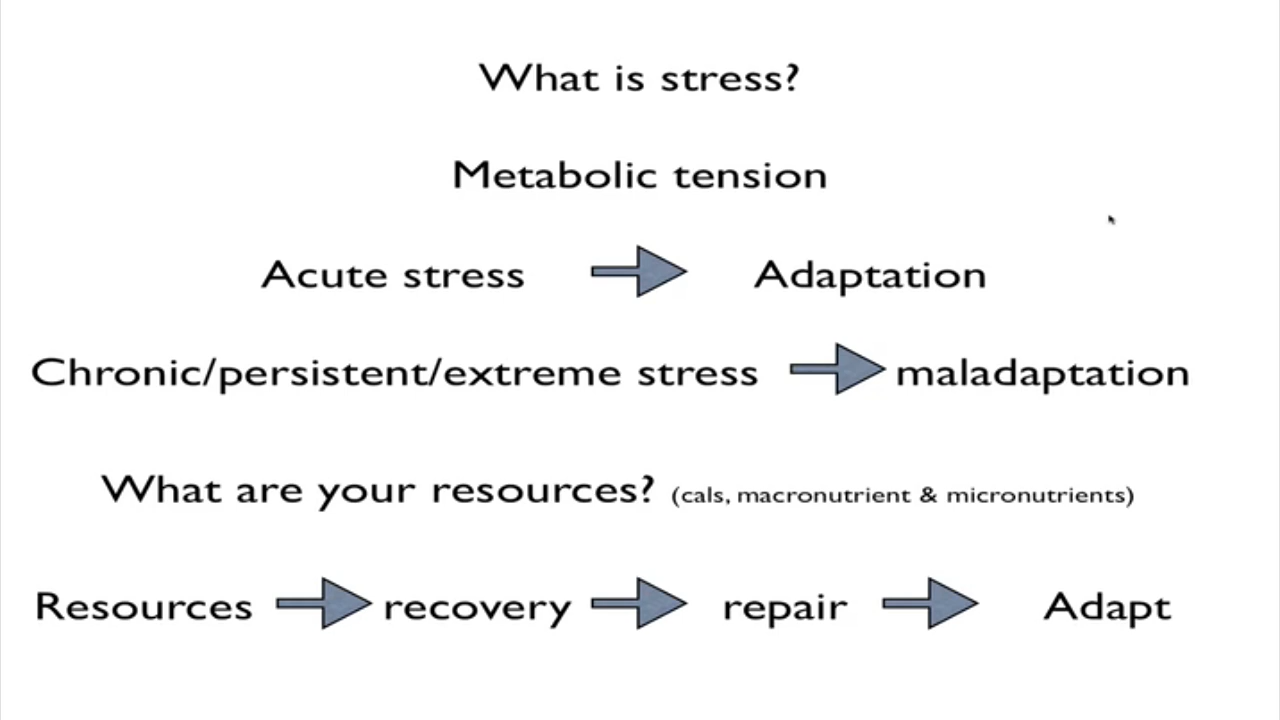 What is stress?
Metabolic tension
Acute stress Adaptation
Chronic/persistent/extreme stress maladaptation
What are your resources? (cals, macronutrient & micronutrients)
Resources recovery repair Adapt